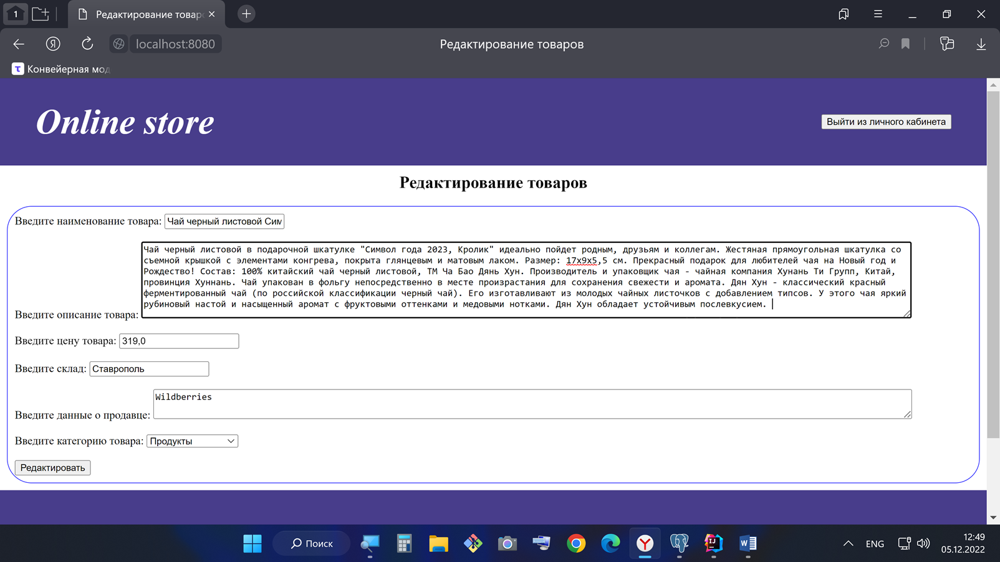 1
Редактирование товар
localhost:8080
Редактирование товаров
Конвейерная мод
Online store
Выйти из личного кабинета
Редактирование товаров
Введите наименование товара: Чай черный листовой Сим
Чай черный листовой в подарочной шкатулке "Символ года 2023, Кролик" идеально пойдет родным, друзьям и коллегам. Жестяная прямоугольная шкатулка со
съемной крышкой с элементами конгрева, покрыта глянцевым и матовым лаком. Размер: 17х9х5,5 см. Прекрасный подарок для любителей чая на Новый год и
Рождество! Состав: 100% китайский чай черный листовой, ТМ Ча Бао Дянь Хун. Производитель и упаковщик чая - чайная компания Хунань Ти Групп, Китай,
провинция Хуннань. Чай упакован в фольгу непосредственно в месте произрастания для сохранения свежести и аромата. Дян Хун - классический красный
ферментированный чай (по российской классификации черный чай). Его изготавливают из молодых чайных листочков с добавлением типсов. У этого чая яркий
рубиновый настой и насыщенный аромат с фруктовыми оттенками и медовыми нотками. Дян Хун обладает устойчивым послевкусием.
Введите описание товара:
Введите цену товара: 319,0
Введите склад: Ставрополь
Wildberries
Введите данные о продавце:
Введите категорию товара: Продукты
Редактировать
Поиск
ENG
12:49
05.12.2022